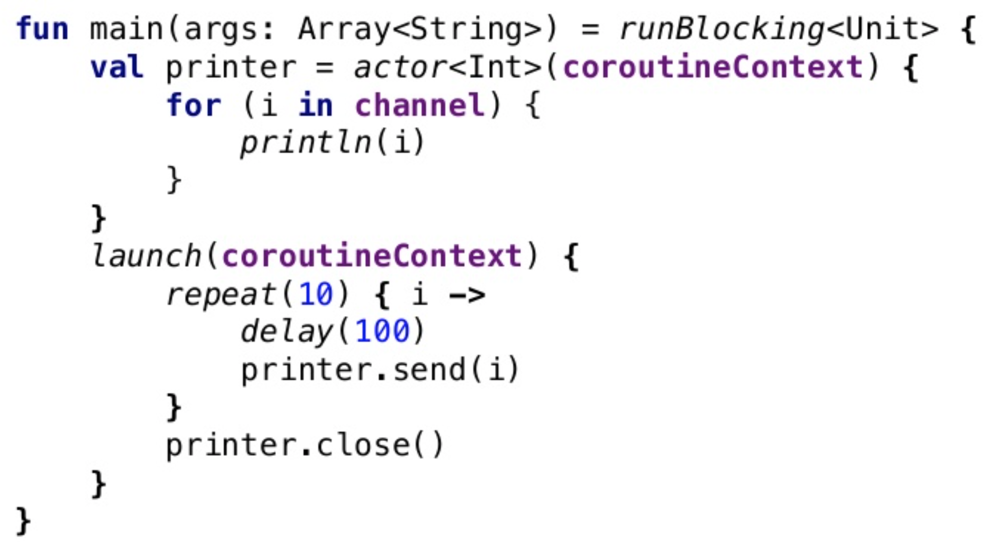 fun main(args: Array<String>) = runBlocking<Unit> {
    val printer = actor<Int>(coroutineContext) {
        for (i in channel) {
            println(i)
        }
    }
    launch(coroutineContext) {
        repeat(10) { i ->
            delay(100)
            printer.send(i)
        }
        printer.close()
    }
}